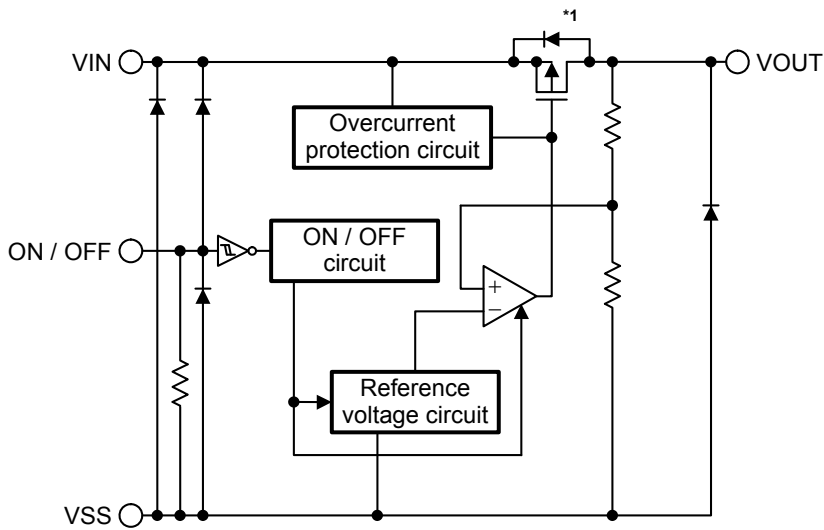 *1
VIN
VOUT
Overcurrent
protection circuit
ON / OFF
ON / OFF
circuit
+
−
Reference
voltage circuit
VSS